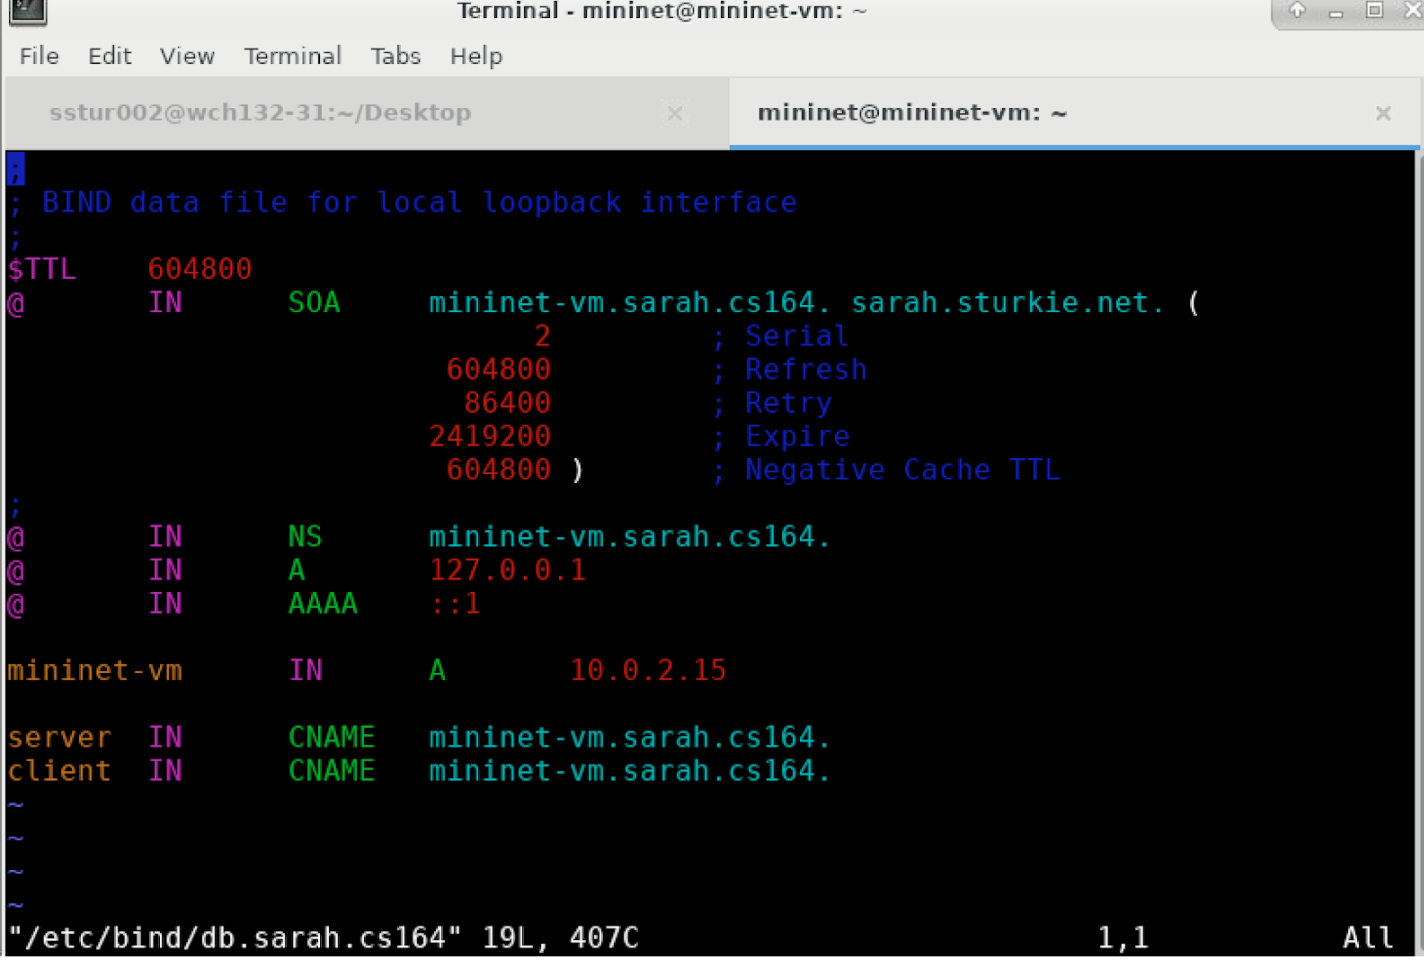 Terminal - mininet@mininet-vm: ~
File Edit View Terminal Tabs Help
sstur002@wch132-31:~/Desktop × mininet@mininet-vm: ~ ×
;
; BIND data file for local loopback interface
;
$TTL 604800
@ IN SOA mininet-vm.sarah.cs164. sarah.sturkie.net. (
2 ; Serial
604800 ; Refresh
86400 ; Retry
2419200 ; Expire
604800 ) ; Negative Cache TTL
;
@ IN NS mininet-vm.sarah.cs164.
@ IN A 127.0.0.1
@ IN AAAA ::1
mininet-vm IN A 10.0.2.15
server IN CNAME mininet-vm.sarah.cs164.
client IN CNAME mininet-vm.sarah.cs164.
~
~
~
~
"/etc/bind/db.sarah.cs164" 19L, 407C 1,1 All